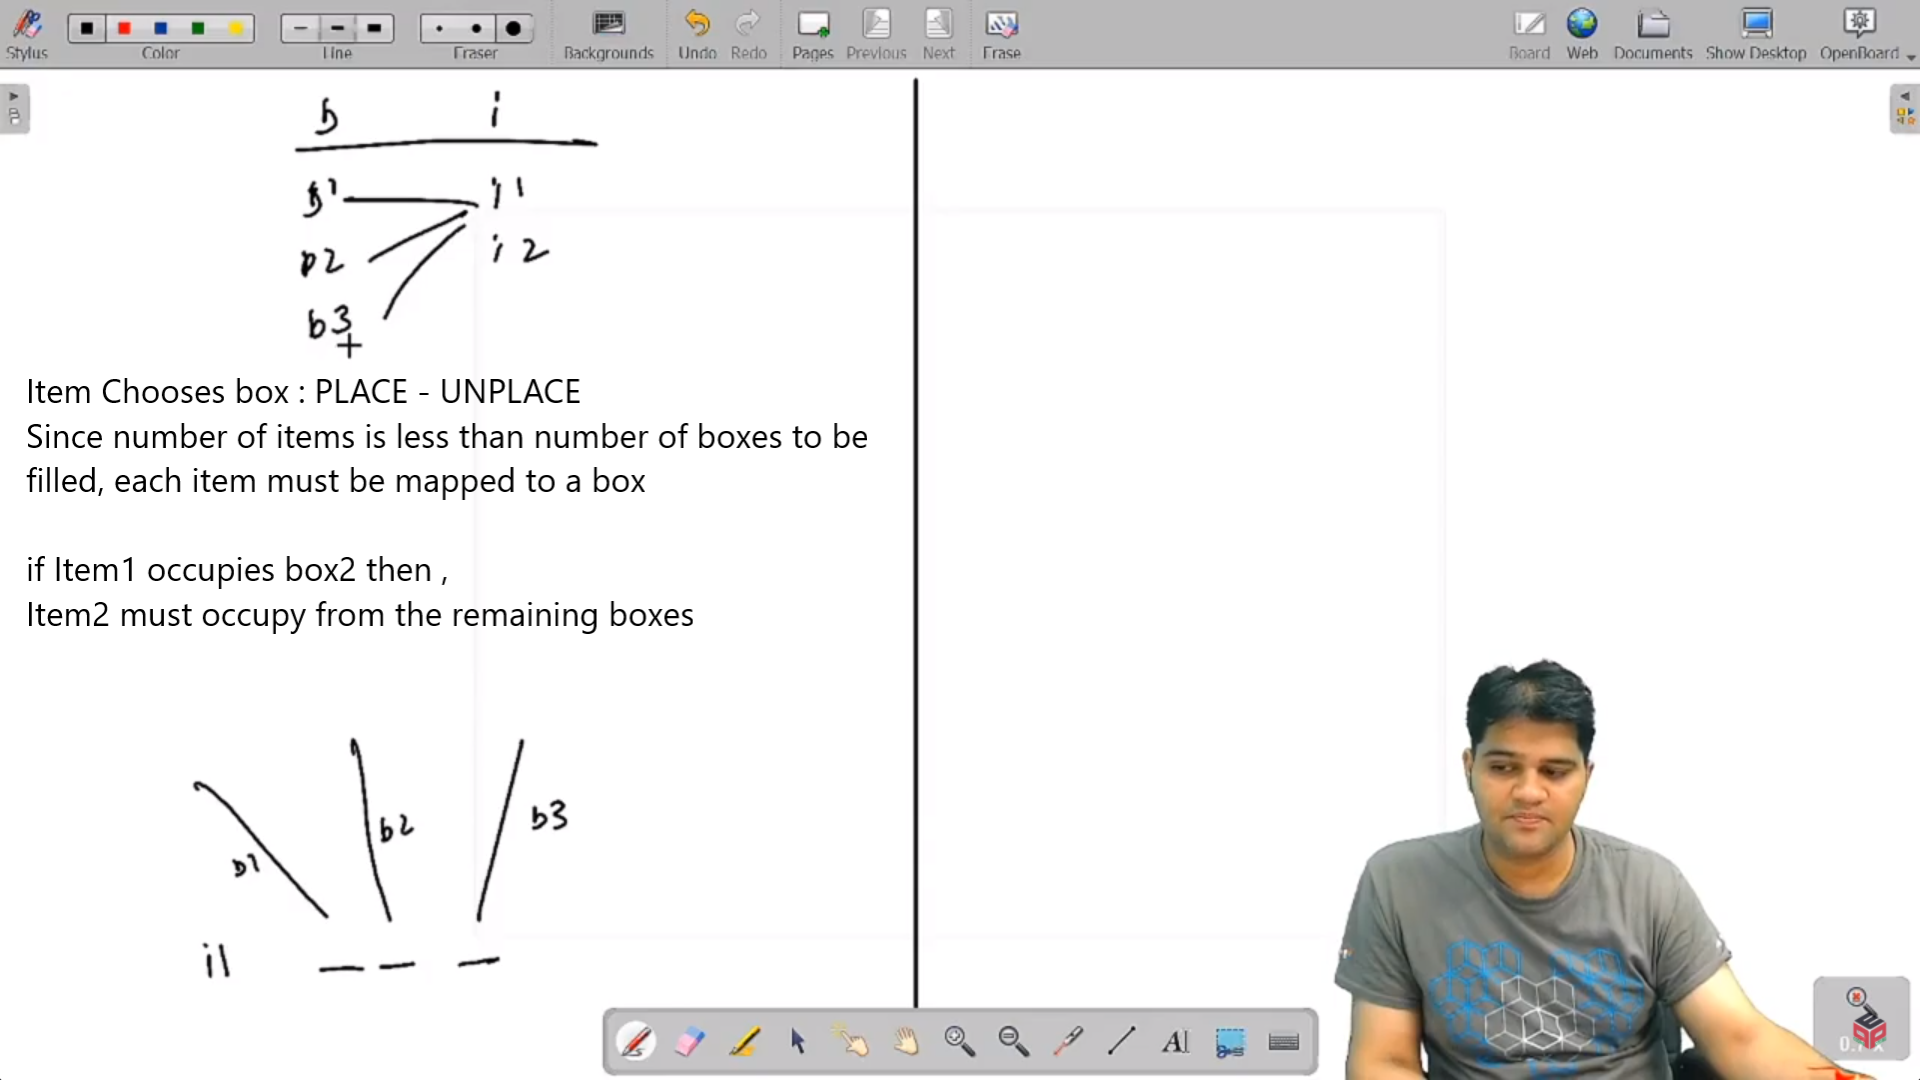 Stylus
Color
Line
Eraser
Backgrounds
Undo
Redo
Pages
Previous
Next
Erase
Board
Web
Documents
Show Desktop
OpenBoard
b i
b1 i1
b2 i2
b3
Item Chooses box : PLACE - UNPLACE
Since number of items is less than number of boxes to be
filled, each item must be mapped to a box
if Item1 occupies box2 then ,
Item2 must occupy from the remaining boxes
b1 b2 b3
i1 _ _ _